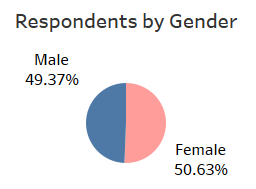 Respondents by Gender
Male
49.37%
Female
50.63%